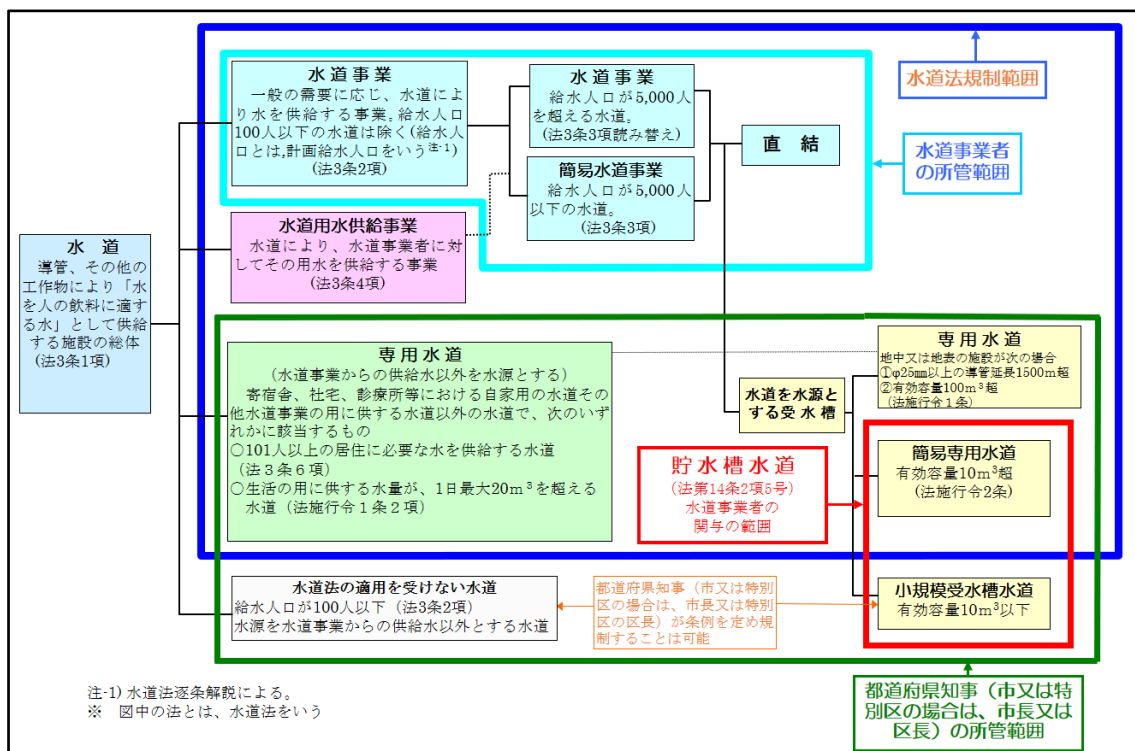 水道法規制範囲
水道事業
一般の需要に応じ、水道によ
り水を供給する事業。給水人口
100人以下の水道は除く(給水人
口とは,計画給水人口をいう注-1)
(法3条2項)
水道事業
給水人口が5,000人
を超える水道。
(法3条3項読み替え)
簡易水道事業
給水人口が5,000人
以下の水道。
(法3条3項)
直結
水道事業者
の所管範囲
水道用水供給事業
水道により、水道事業者に対
してその用水を供給する事業
(法3条4項)
水 道
導管、その他の
工作物により「水
を人の飲料に適す
る水」として供給
する施設の総体
(法3条1項)
専用水道
(水道事業からの供給水以外を水源とする)
寄宿舎、社宅、診療所等における自家用の水道その
他水道事業の用に供する水道以外の水道で、次のいず
れかに該当するもの
○101人以上の居住に必要な水を供給する水道
(法3条6項)
○生活の用に供する水量が、1日最大20m³を超える
水道(法施行令1条2項)
水道を水源と
する受水槽
専用水道
地中又は地表の施設が次の場合
①φ25㎜以上の導管延長1500m超
②有効容量100m³超
(法施行令1条)
貯水槽水道
(法第14条2項5号)
水道事業者の
関与の範囲
簡易専用水道
有効容量10m³超
(法施行令2条)
水道法の適用を受けない水道
給水人口が100人以下(法3条2項)
水源を水道事業からの供給水以外とする水道
都道府県知事(市又は特別
区の場合は、市長又は特別
区の区長)が条例を定め規
制することは可能
小規模受水槽水道
有効容量10m³以下
注-1) 水道法逐条解説による。
※ 図中の法とは、水道法をいう
都道府県知事(市又は特
別区の場合は、市長又は
区長)の所管範囲